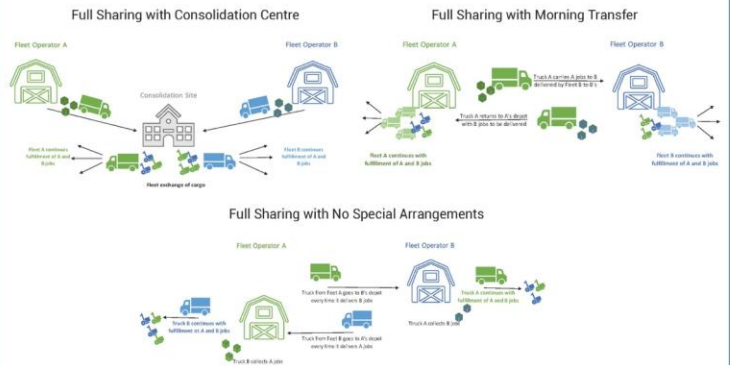 Full Sharing with Consolidation Centre
Fleet Operator A
Fleet Operator B
Consolidation Site
Fleet A continues
fulfillment of A and
B jobs
Fleet B continues
fulfillment of A and
B jobs
Fleet exchange of cargo
Full Sharing with Morning Transfer
Fleet Operator A
Fleet Operator B
Truck A carries A jobs to B
delivered by Fleet B to B's
Truck A returns to A's depot
with B jobs to be delivered
Fleet A continues with
fulfillment of A and B jobs
Fleet B continues with
fulfillment of A and B jobs
Full Sharing with No Special Arrangements
Fleet Operator A
Fleet Operator B
Truck from Fleet A goes to B's depot
every time it delivers B jobs
Truck A continues with
fulfillment of A and B jobs
Truck B continues with
fulfillment of A and B jobs
Truck from Fleet B goes to A's depot
every time it delivers A jobs
Truck A collects B jobs
Truck B collects A jobs